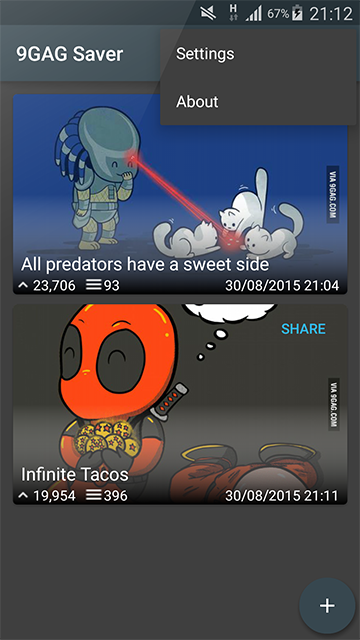 H 67% 21:12
9GAG Saver
Settings
About
VIA 9GAG.COM
All predators have a sweet side
23,706 93 30/08/2015 21:04
SHARE
VIA 9GAG.COM
Infinite Tacos
19,954 396 30/08/2015 21:11
+